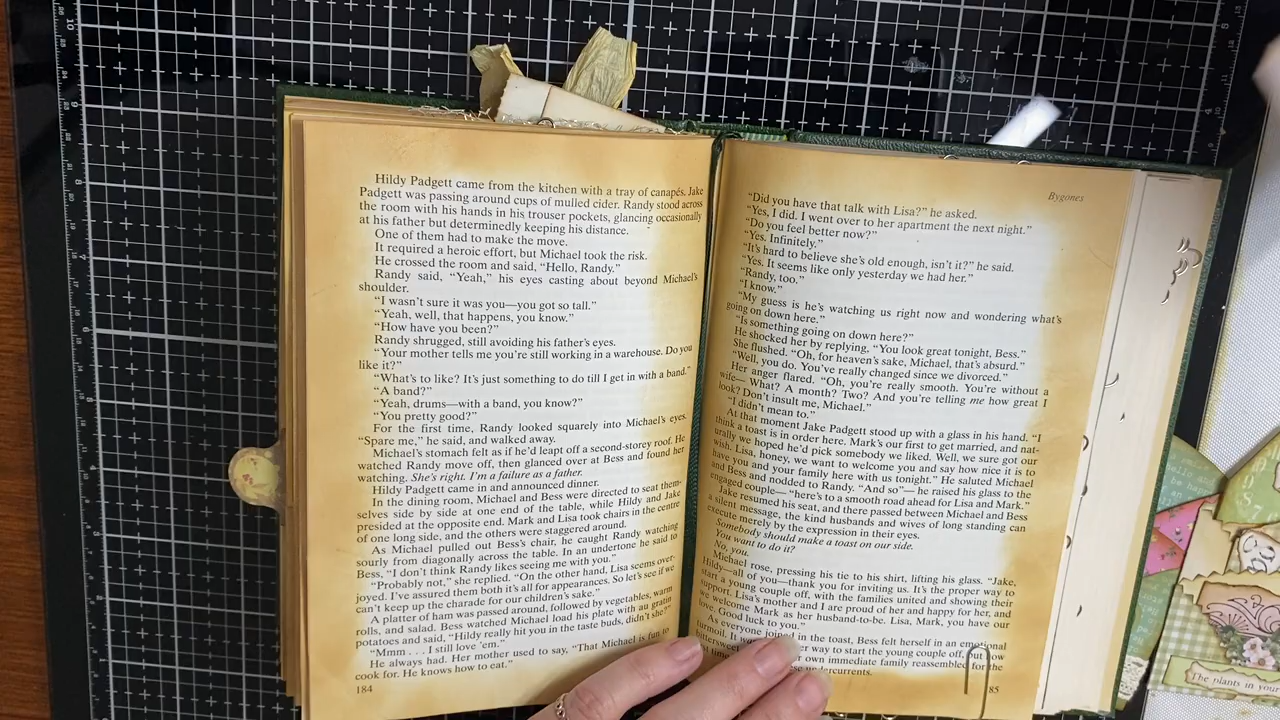 Hildy Padgett came from the kitchen with a tray of canapés. Jake
Padgett was passing around cups of mulled cider. Randy stood across
the room with his hands in his trouser pockets, glancing occasionally
at his father but determinedly keeping his distance.
One of them had to make the move.
It required a heroic effort, but Michael took the risk.
He crossed the room and said, “Hello, Randy.”
Randy said, “Yeah,” his eyes casting about beyond Michael's
shoulder.
“I wasn't sure it was you—you got so tall.”
“Yeah, well, that happens, you know.”
“How have you been?”
Randy shrugged, still avoiding his father's eyes.
“Your mother tells me you're still working in a warehouse. Do you
like it?”
“What's to like? It's just something to do till I get in with a band.”
“A band?”
“Yeah, drums—with a band, you know?”
“You pretty good?”
For the first time, Randy looked squarely into Michael's eyes.
“Spare me,” he said, and walked away.
Michael's stomach felt as if he'd leapt off a second-storey roof. He
watched Randy move off, then glanced over at Bess and found her
watching. She's right. I'm a failure as a father.
Hildy Padgett came in and announced dinner.
In the dining room, Michael and Bess were directed to seat them-
selves side by side at one end of the table, while Hildy and Jake
presided at the opposite end. Mark and Lisa took chairs in the centre
of one long side, and the others were staggered around.
As Michael pulled out Bess's chair, he caught Randy watching
sourly from diagonally across the table. In an undertone he said to
Bess, “I don't think Randy likes seeing me with you.”
“Probably not,” she replied. “On the other hand, Lisa seems over-
joyed. I've assured them both it's all for appearances. So let's see if we
can't keep up the charade for our children's sake.”
A platter of ham was passed around, followed by vegetables, warm
rolls, and salad. Bess watched Michael load his plate with au gratin
potatoes and said, “Hildy really hit you in the taste buds, didn't she?”
“Mmm . . . I still love 'em.”
He always had. Her mother used to say, “That Michael is fun to
cook for. He knows how to eat.”
184
Bygones
“Did you have that talk with Lisa?” he asked.
“Yes, I did. I went over to her apartment the next night.”
“Do you feel better now?”
“Yes. Infinitely.”
“It's hard to believe she's old enough, isn't it?” he said.
“Yes. It seems like only yesterday we had her.”
“Randy, too.”
“I know.”
“My guess is he's watching us right now and wondering what's
going on down here.”
“Is something going on down here?”
He shocked her by replying, “You look great tonight, Bess.”
She flushed. “Oh, for heaven's sake, Michael, that's absurd.”
“Well, you do. You've really changed since we divorced.”
Her anger flared. “Oh, you're really smooth. You're without a
wife— What? A month? Two? And you're telling me how great I
look? Don't insult me, Michael.”
“I didn't mean to.”
At that moment Jake Padgett stood up with a glass in his hand. “I
think a toast is in order here. Mark's our first to get married, and nat-
urally we hoped he'd pick somebody we liked. Well, we sure got our
wish. Lisa, honey, we want to welcome you and say how nice it is to
have you and your family here with us tonight.” He saluted Michael
and Bess and nodded to Randy. “And so”— he raised his glass to the
engaged couple— “here's to a smooth road ahead for Lisa and Mark.”
Jake resumed his seat, and there passed between Michael and Bess
a silent message, the kind husbands and wives of long standing can
execute merely by the expression in their eyes.
Somebody should make a toast on our side.
You want to do it?
No, you.
Michael rose, pressing his tie to his shirt, lifting his glass. “Jake,
Hildy—all of you—thank you for inviting us. It's the proper way to
start a young couple off, with the families united and showing their
support. Lisa's mother and I are proud of her and happy for her, and
we welcome Mark as her husband-to-be. Lisa, Mark, you have our
love. Good luck to you.”
As everyone joined in the toast, Bess felt herself in an emotional
turmoil. It way to start the young couple off, but how
bittersweet own immediate family reassembled for the
undercurrents.
85
The plants in your